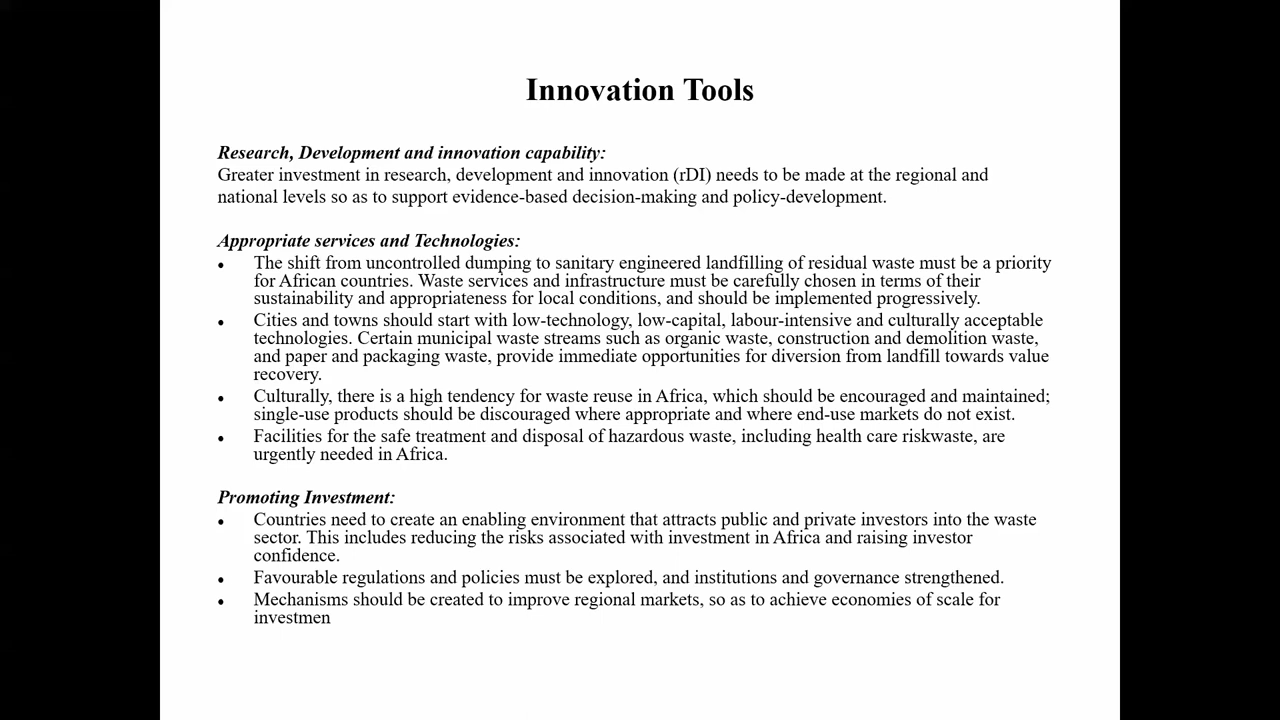 Innovation Tools
Research, Development and innovation capability:
Greater investment in research, development and innovation (rDI) needs to be made at the regional and
national levels so as to support evidence-based decision-making and policy-development.
Appropriate services and Technologies:
• The shift from uncontrolled dumping to sanitary engineered landfilling of residual waste must be a priority
for African countries. Waste services and infrastructure must be carefully chosen in terms of their
sustainability and appropriateness for local conditions, and should be implemented progressively.
• Cities and towns should start with low-technology, low-capital, labour-intensive and culturally acceptable
technologies. Certain municipal waste streams such as organic waste, construction and demolition waste,
and paper and packaging waste, provide immediate opportunities for diversion from landfill towards value
recovery.
• Culturally, there is a high tendency for waste reuse in Africa, which should be encouraged and maintained;
single-use products should be discouraged where appropriate and where end-use markets do not exist.
• Facilities for the safe treatment and disposal of hazardous waste, including health care riskwaste, are
urgently needed in Africa.
Promoting Investment:
• Countries need to create an enabling environment that attracts public and private investors into the waste
sector. This includes reducing the risks associated with investment in Africa and raising investor
confidence.
• Favourable regulations and policies must be explored, and institutions and governance strengthened.
• Mechanisms should be created to improve regional markets, so as to achieve economies of scale for
investmen